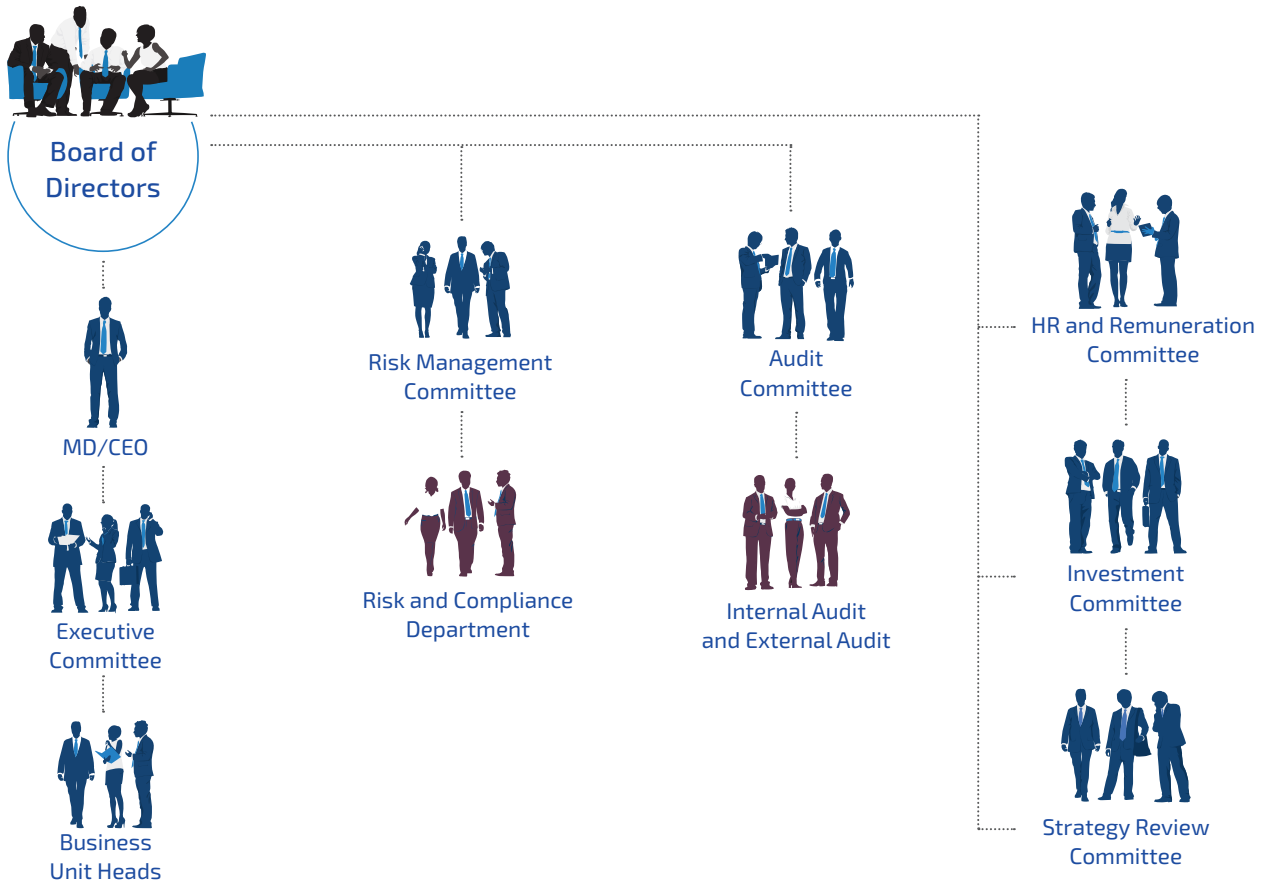 Board of
Directors
MD/CEO
Executive
Committee
Business
Unit Heads
Risk Management
Committee
Risk and Compliance
Department
Audit
Committee
Internal Audit
and External Audit
HR and Remuneration
Committee
Investment
Committee
Strategy Review
Committee